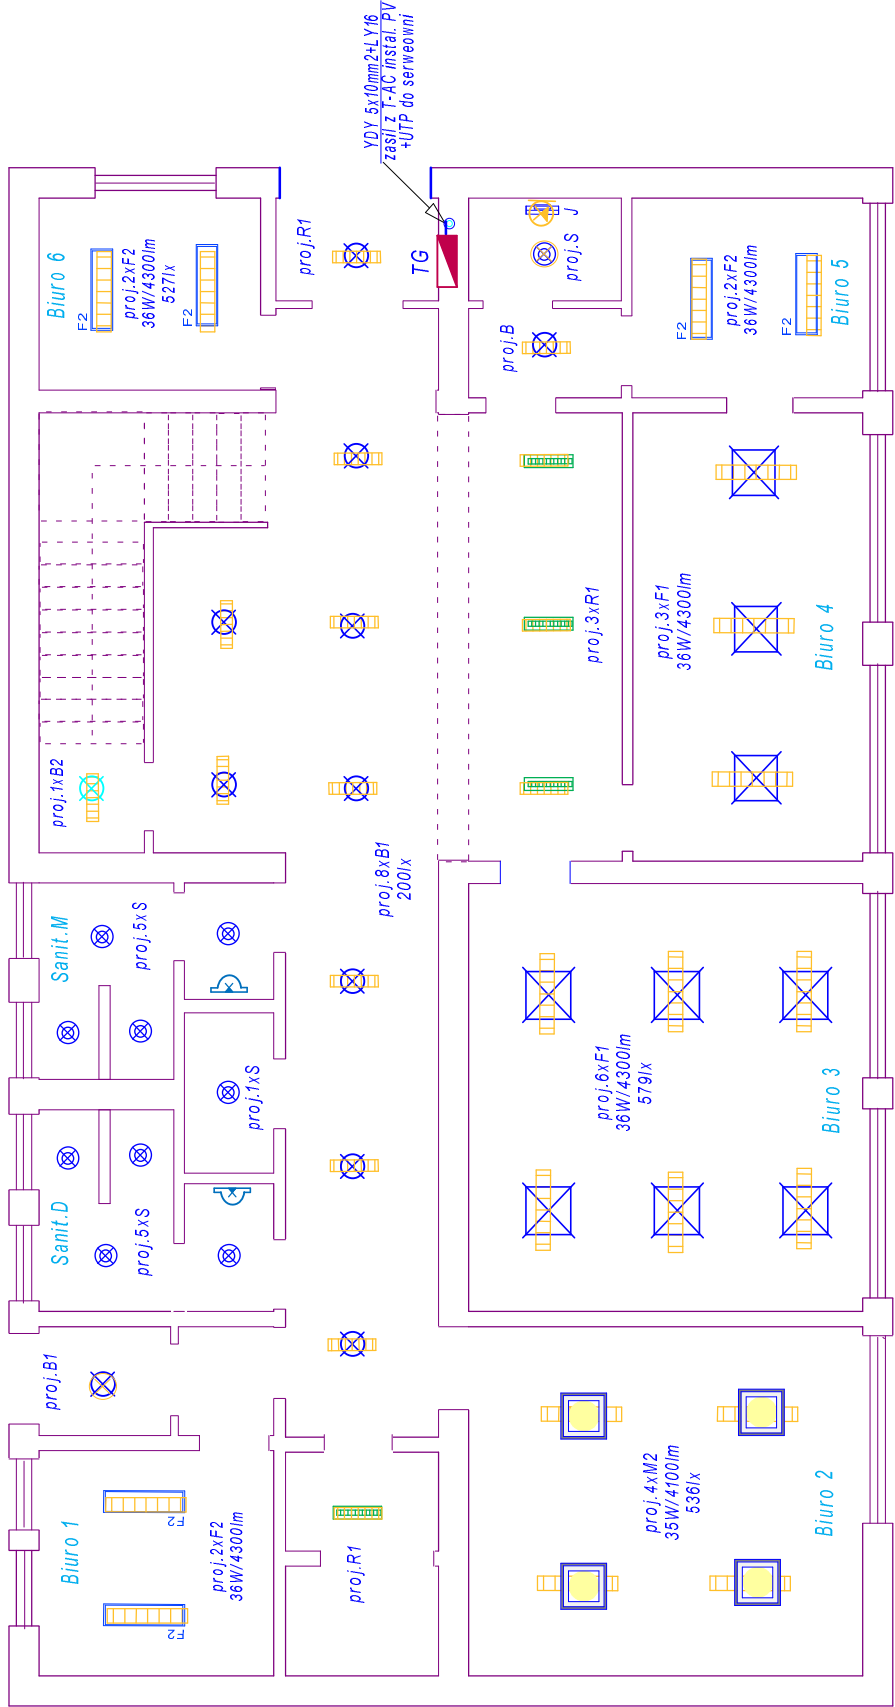 YDY 5x10mm2+LY16
zasil z T-AC instal. PV
+UTP do serweowni
Biuro 6
proj.2xF2
36W/4300lm
527lx
F2
F2
proj.R1
TG
J
proj.S
proj.B
proj.2xF2
36W/4300lm
F2
F2
Biuro 5
proj.3xR1
proj.3xF1
36W/4300lm
Biuro 4
proj.1xB2
proj.8xB1
200lx
Sanit.M
proj.5xS
proj.1xS
proj.6xF1
36W/4300lm
579lx
Biuro 3
Sanit.D
proj.5xS
proj.B1
Biuro 1
F2
F2
proj.2xF2
36W/4300lm
proj.R1
proj.4xM2
35W/4100lm
536lx
Biuro 2